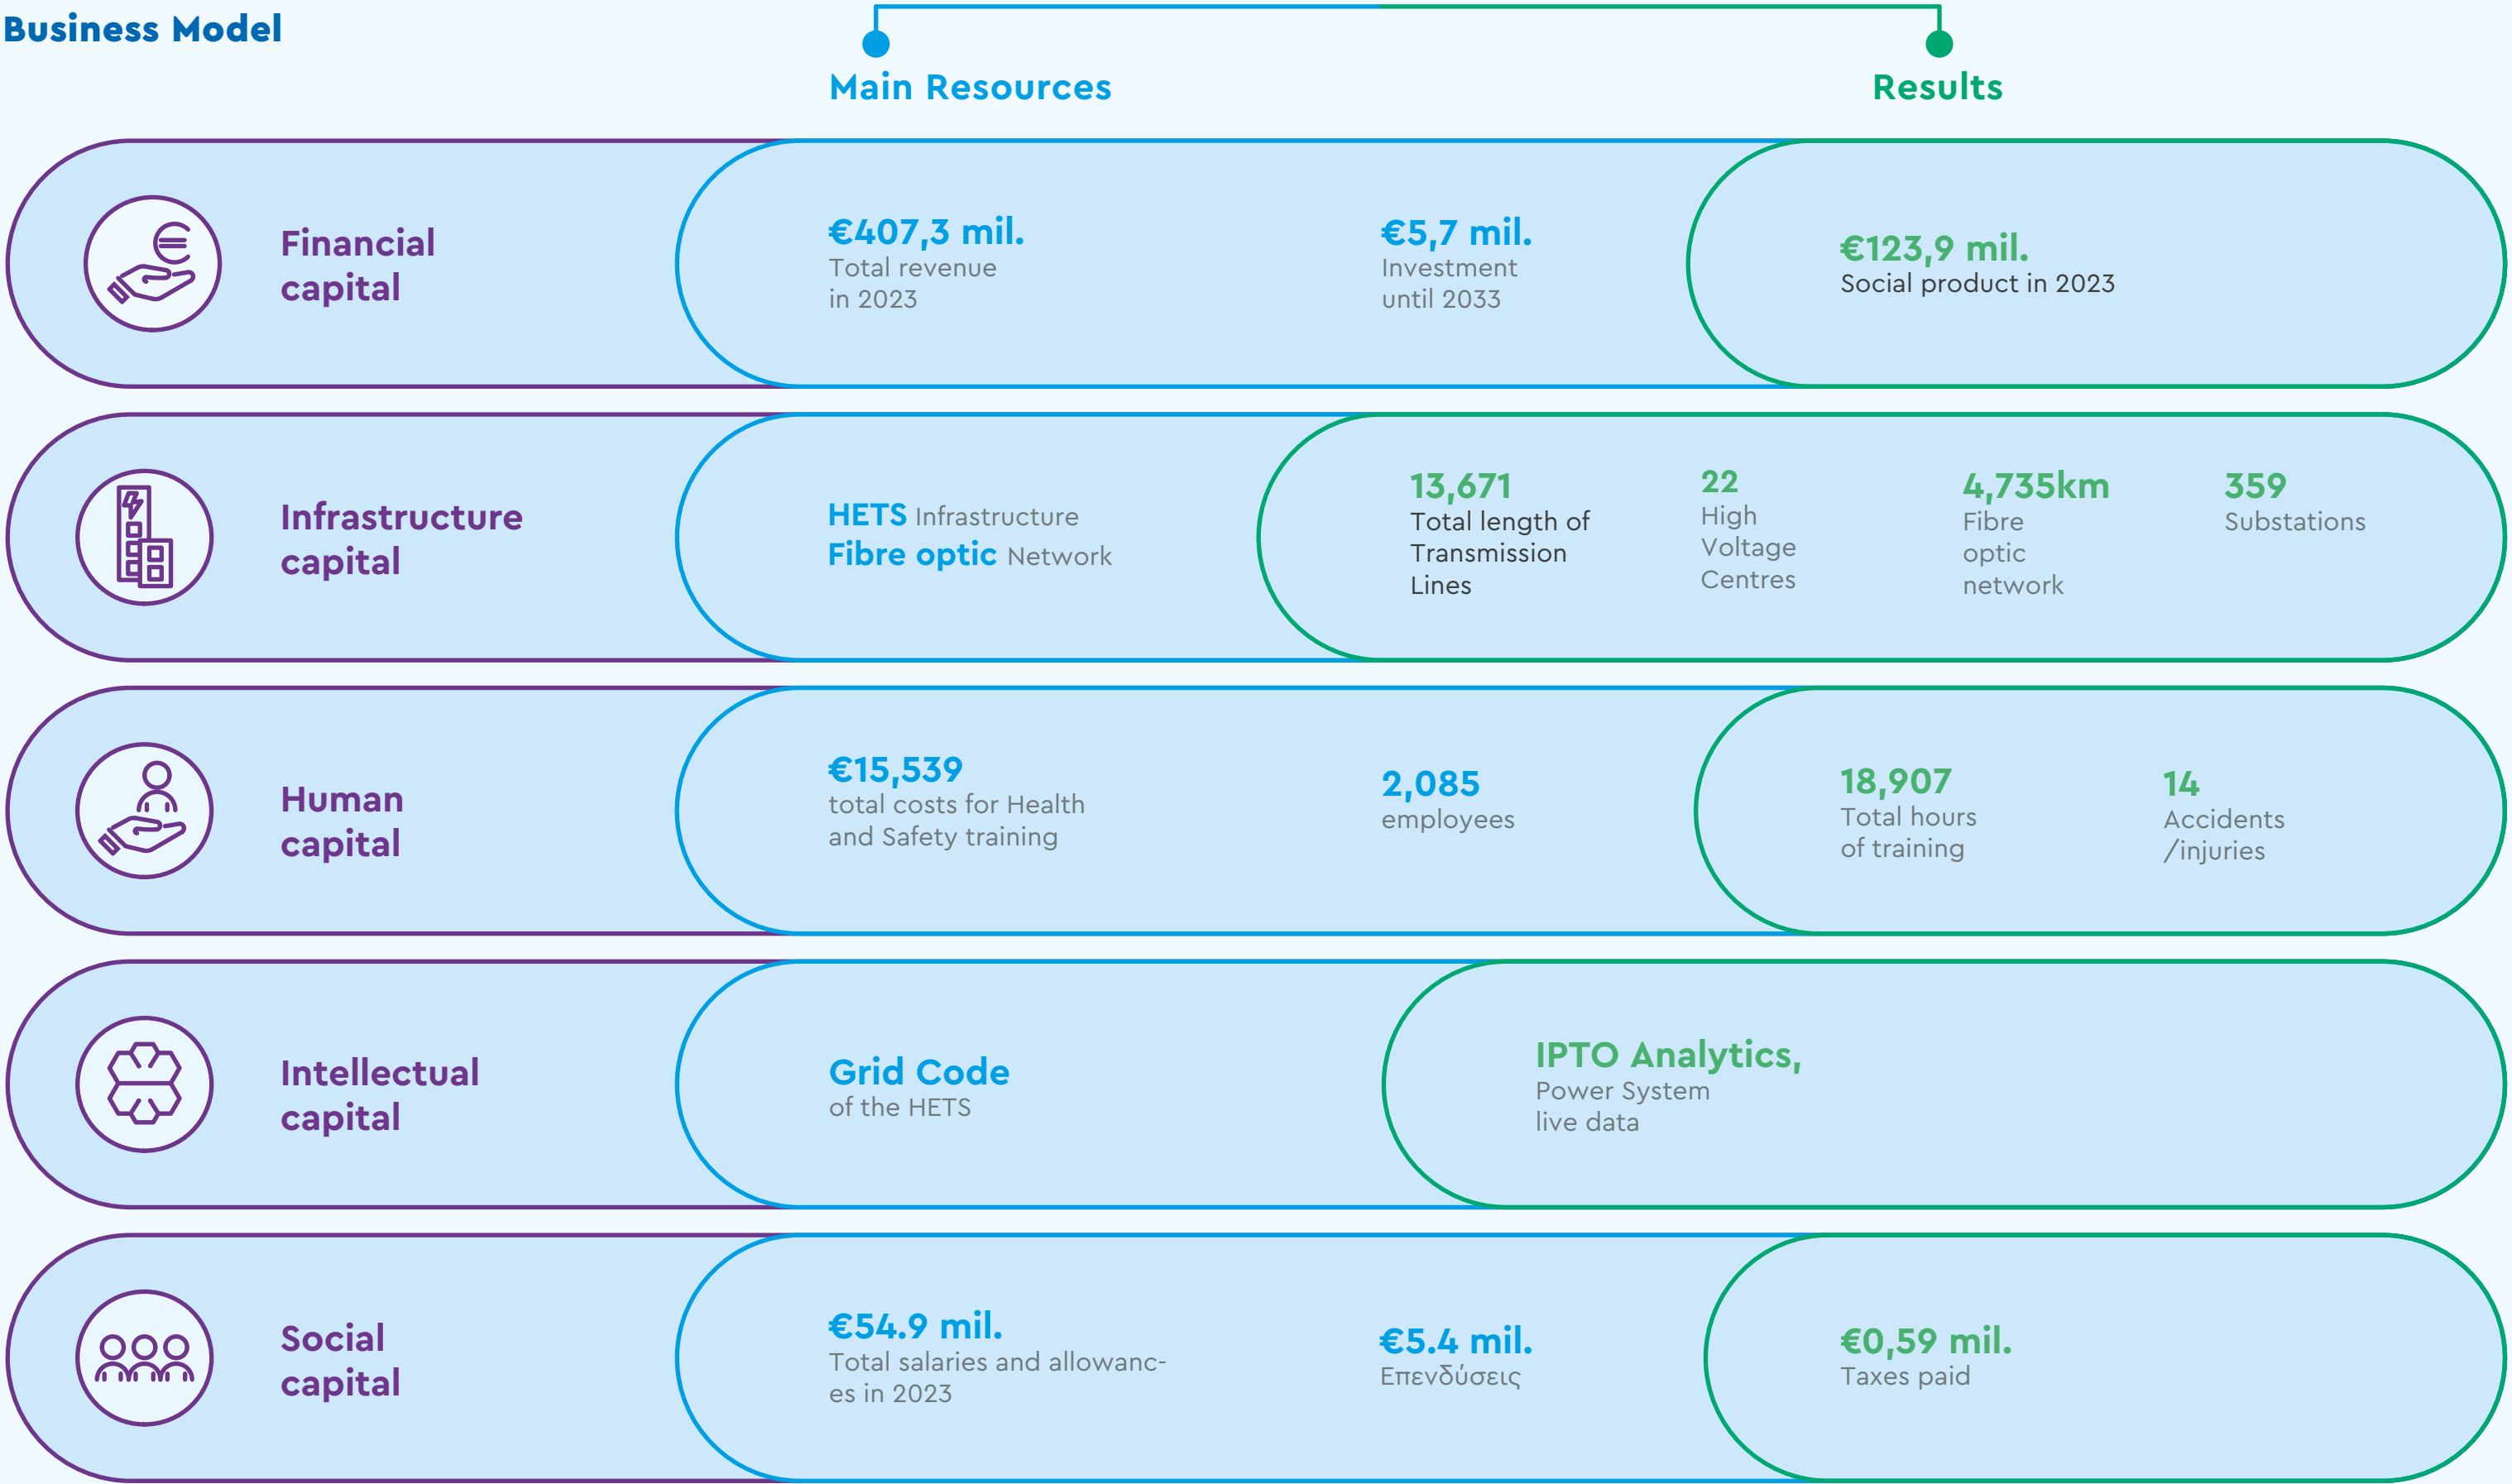 Business Model
Main Resources
Results
Financial
capital
€407,3 mil.
Total revenue
in 2023
€5,7 mil.
Investment
until 2033
€123,9 mil.
Social product in 2023
Infrastructure
capital
HETS Infrastructure
Fibre optic Network
13,671
Total length of
Transmission
Lines
22
High
Voltage
Centres
4,735km
Fibre
optic
network
359
Substations
Human
capital
€15,539
total costs for Health
and Safety training
2,085
employees
18,907
Total hours
of training
14
Accidents
/injuries
Intellectual
capital
Grid Code
of the HETS
IPTO Analytics,
Power System
live data
Social
capital
€54.9 mil.
Total salaries and allowanc-
es in 2023
€5.4 mil.
Επενδύσεις
€0,59 mil.
Taxes paid